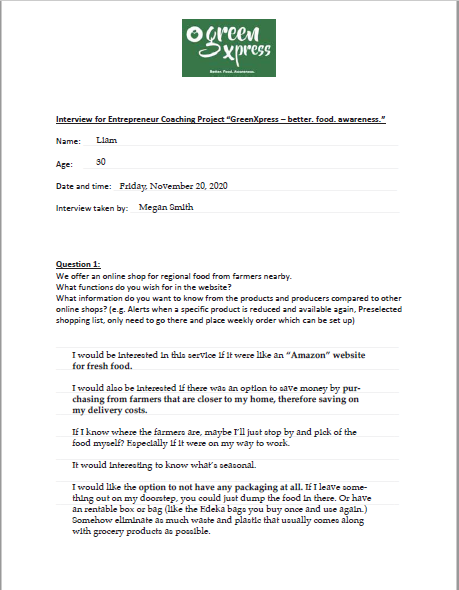 green
xpress
Better. Food. Awareness.
Interview for Entrepreneur Coaching Project “GreenXpress – better. food. awareness.”
Name: Liam
Age: 30
Date and time: Friday, November 20, 2020
Interview taken by: Megan Smith
Question 1:
We offer an online shop for regional food from farmers nearby.
What functions do you wish for in the website?
What information do you want to know from the products and producers compared to other
online shops? (e.g. Alerts when a specific product is reduced and available again, Preselected
shopping list, only need to go there and place weekly order which can be set up)
I would be interested in this service if it were like an “Amazon” website
for fresh food.
I would also be interested if there was an option to save money by pur-
chasing from farmers that are closer to my home, therefore saving on
my delivery costs.
If I know where the farmers are, maybe I'll just stop by and pick of the
food myself? Especially if it were on my way to work.
It would interesting to know what's seasonal.
I would like the option to not have any packaging at all. If I leave some-
thing out on my doorstep, you could just dump the food in there. Or have
an rentable box or bag (like the Edeka bags you buy once and use again.)
Somehow eliminate as much waste and plastic that usually comes along
with grocery products as possible.